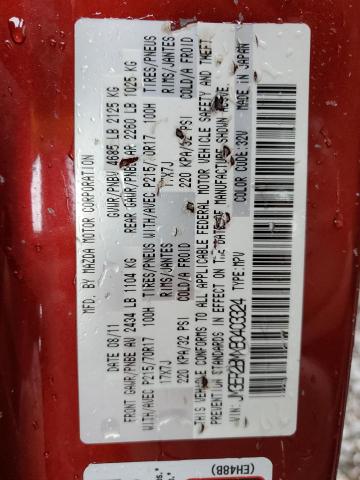 MFD. BY MAZDA MOTOR CORPORATION
DATE 08/11 GVWR/PNBV 4685 LB 2125 KG
FRONT GAWR/PNBE AV 2434 LB 1104 KG REAR GAWR/PNBE AR 2260 LB 1025 KG
WITH/AVEC P215/70R17 100H TIRES/PNEUS WITH/AVEC P215/70R17 100H TIRES/PNEUS
17X7J RIMS/JANTES 17X7J RIMS/JANTES
220 KPA/32 PSI COLD/A FROID 220 KPA/32 PSI COLD/A FROID
THIS VEHICLE CONFORMS TO ALL APPLICABLE FEDERAL MOTOR VEHICLE SAFETY AND THEFT
PREVENTION STANDARDS IN EFFECT ON THE DATE OF MANUFACTURE SHOWN ABOVE.
VIN: TYPE:MPV COLOR CODE:32V MADE IN JAPAN
(EH48B)